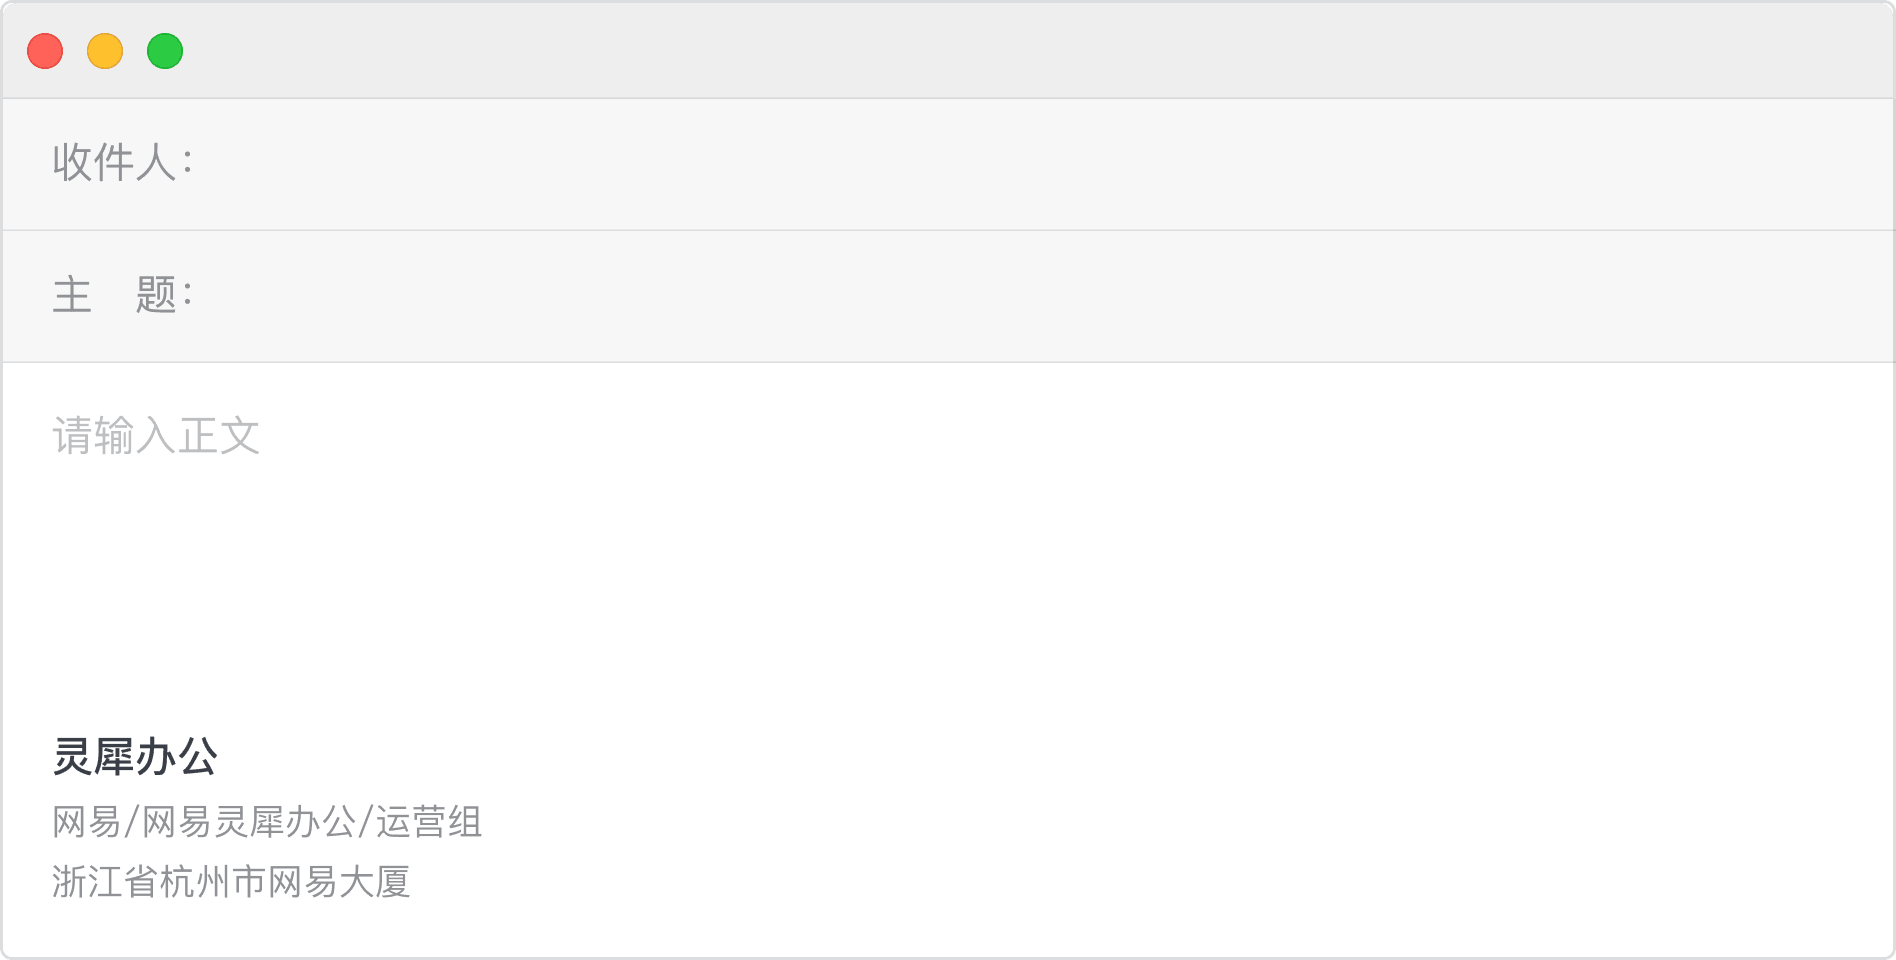 收件人：
主　题：
请输入正文
灵犀办公
网易/网易灵犀办公/运营组
浙江省杭州市网易大厦